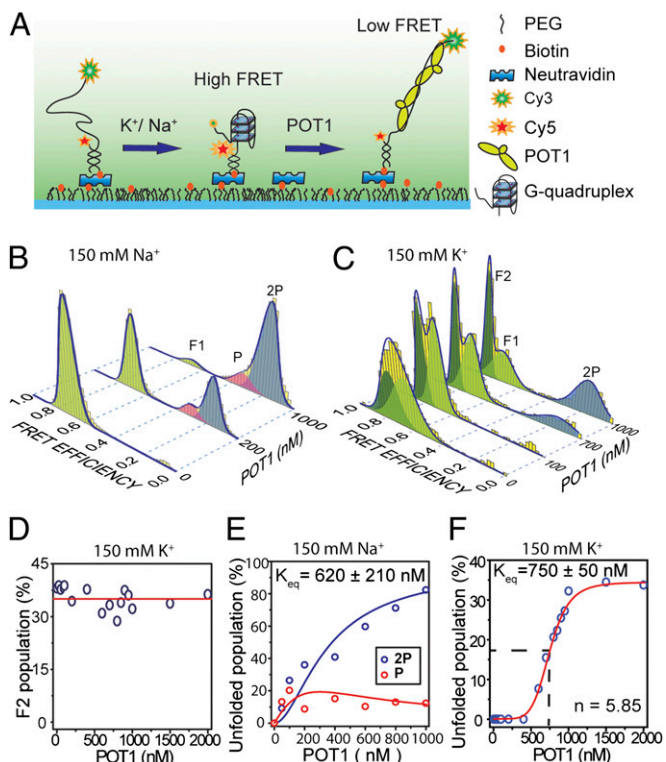 A
Low FRET
High FRET
K⁺/ Na⁺
POT1
PEG
Biotin
Neutravidin
Cy3
Cy5
POT1
G-quadruplex
B
150 mM Na⁺
2P
F1
P
1.0
0.8
0.6
0.4
0.2
0.0
FRET EFFICIENCY
0
200
1000
POT1 (nM)
C
150 mM K⁺
F2
F1
2P
1.0
0.8
0.6
0.4
0.2
0.0
FRET EFFICIENCY
0
100
700
1000
POT1 (nM)
D
150 mM K⁺
45
30
15
0
F2 population (%)
0 500 1000 1500 2000
POT1 (nM)
E
150 mM Na⁺
Keq = 620 ± 210 nM
100
80
60
40
20
0
Unfolded population (%)
2P
P
0 200 400 600 800 1000
POT1 ( nM )
F
150 mM K⁺
Keq =750 ± 50 nM
40
30
20
10
0
Unfolded population (%)
n = 5.85
0 500 1000 1500 2000
POT1 (nM)